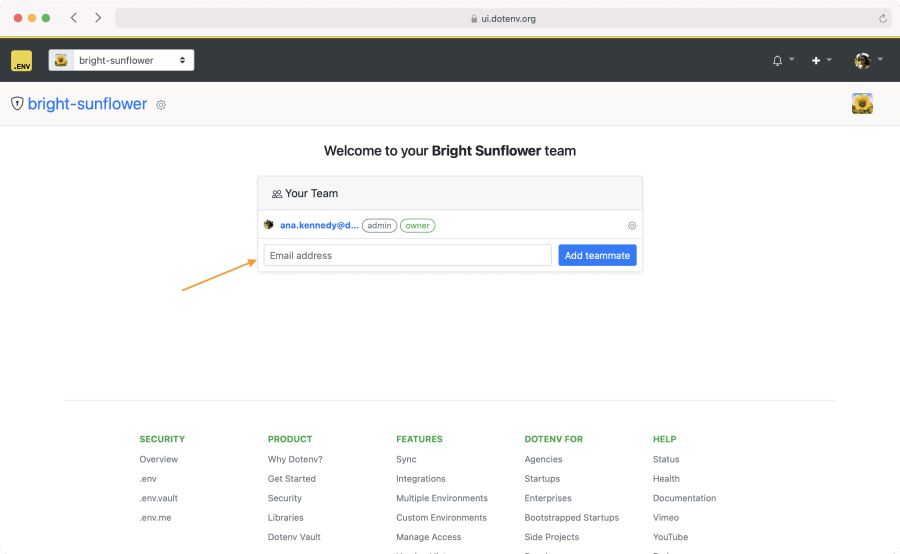 ui.dotenv.org
.ENV
bright-sunflower
bright-sunflower
Welcome to your Bright Sunflower team
Your Team
ana.kennedy@d... admin owner
Email address Add teammate
SECURITY PRODUCT FEATURES DOTENV FOR HELP
Overview Why Dotenv? Sync Agencies Status
.env Get Started Integrations Startups Health
.env.vault Security Multiple Environments Enterprises Documentation
.env.me Libraries Custom Environments Bootstrapped Startups Vimeo
Dotenv Vault Manage Access Side Projects YouTube